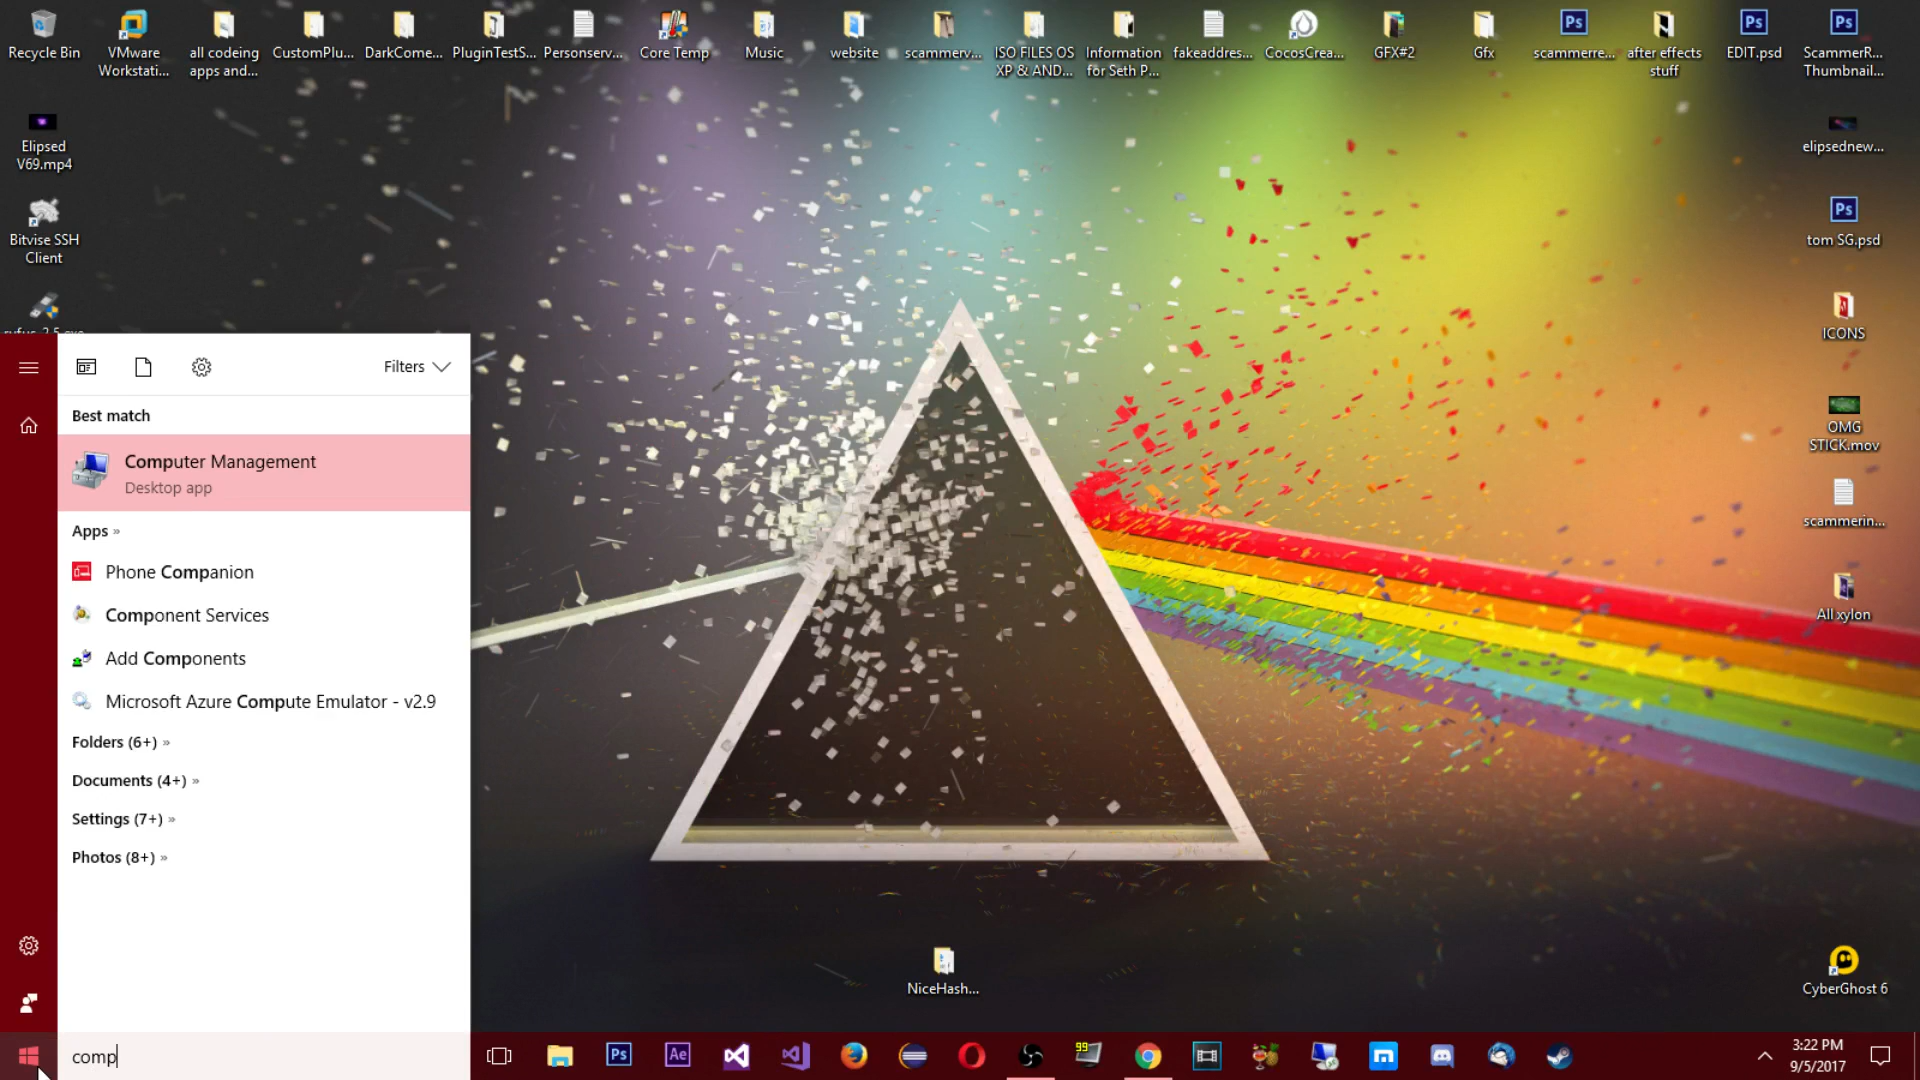 Recycle Bin
VMware
Workstati...
all codeing
apps and...
CustomPlu...
DarkCome...
PluginTestS...
Personserv...
Core Temp
Music
website
scammerv...
ISO FILES OS
XP & AND...
Information
for Seth P...
fakeaddres...
CocosCrea...
GFX#2
Gfx
scammerre...
after effects
stuff
EDIT.psd
ScammerR...
Thumbnail...
Elipsed
V69.mp4
elipsednew...
Bitvise SSH
Client
tom SG.psd
ICONS
OMG
STICK.mov
scammerin...
All xylon
Filters
Best match
Computer Management
Desktop app
Apps »
Phone Companion
Component Services
Add Components
Microsoft Azure Compute Emulator - v2.9
Folders (6+) »
Documents (4+) »
Settings (7+) »
Photos (8+) »
NiceHash...
CyberGhost 6
comp
Ps
Ae
99
3:22 PM
9/5/2017